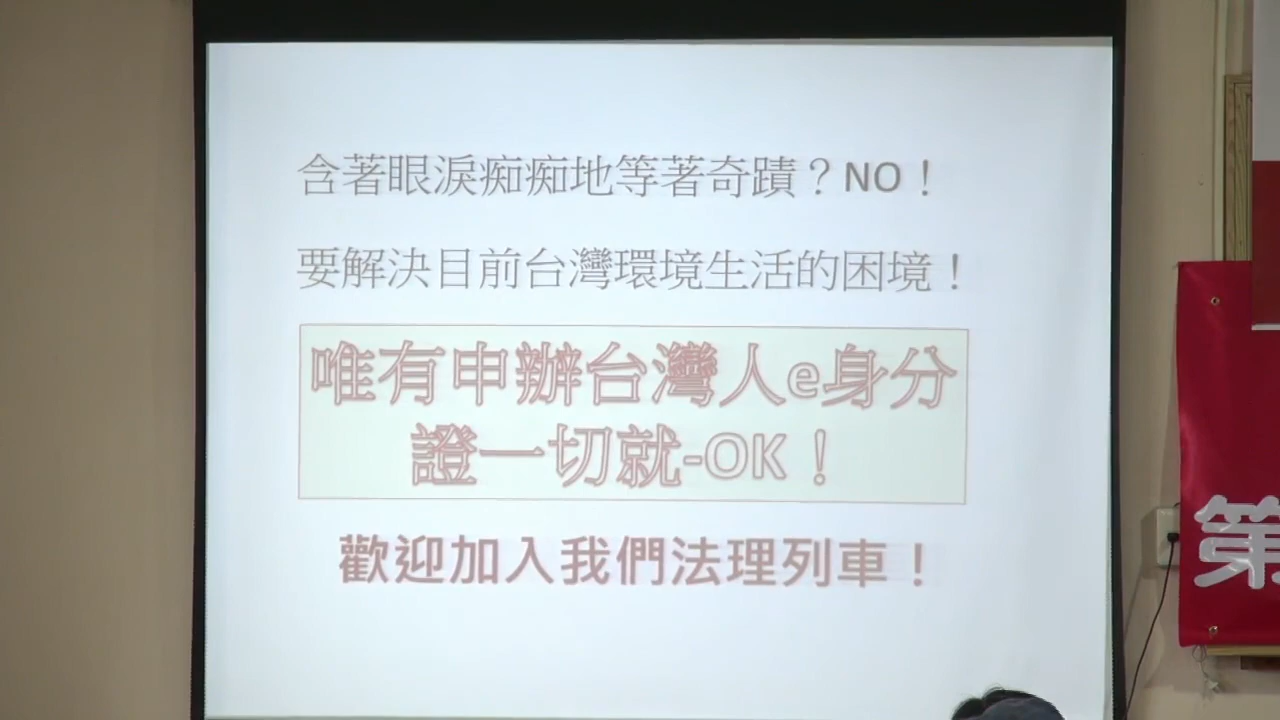 含著眼淚痴痴地等著奇蹟？NO！
要解決目前台灣環境生活的困境！
唯有申辦台灣人e身分
證一切就-OK！
歡迎加入我們法理列車！
第